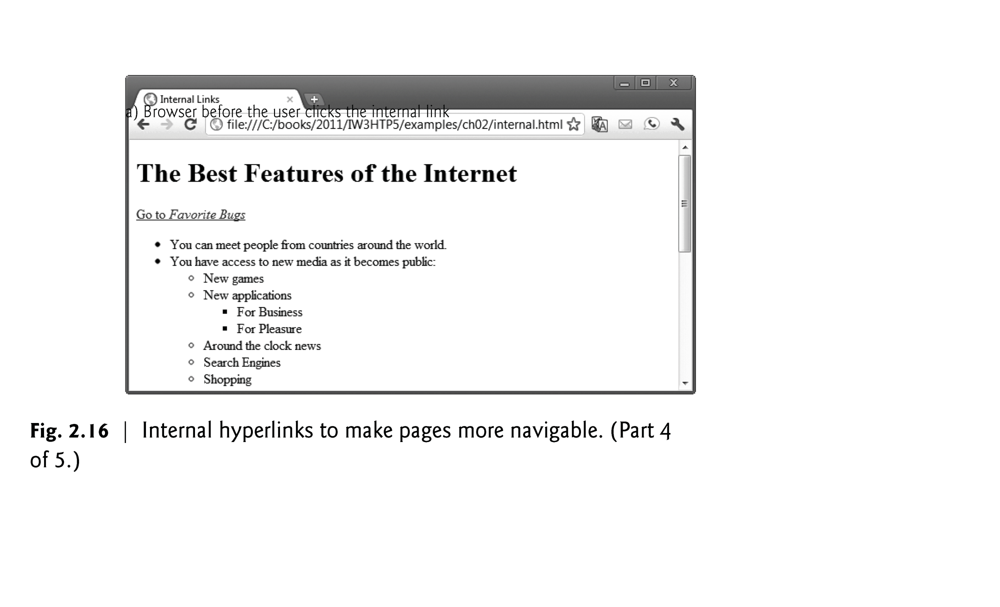 Internal Links
a) Browser before the user clicks the internal link
file:///C:/books/2011/IW3HTP5/examples/ch02/internal.html
The Best Features of the Internet
Go to Favorite Bugs
You can meet people from countries around the world.
You have access to new media as it becomes public:
New games
New applications
For Business
For Pleasure
Around the clock news
Search Engines
Shopping
Fig. 2.16 | Internal hyperlinks to make pages more navigable. (Part 4
of 5.)